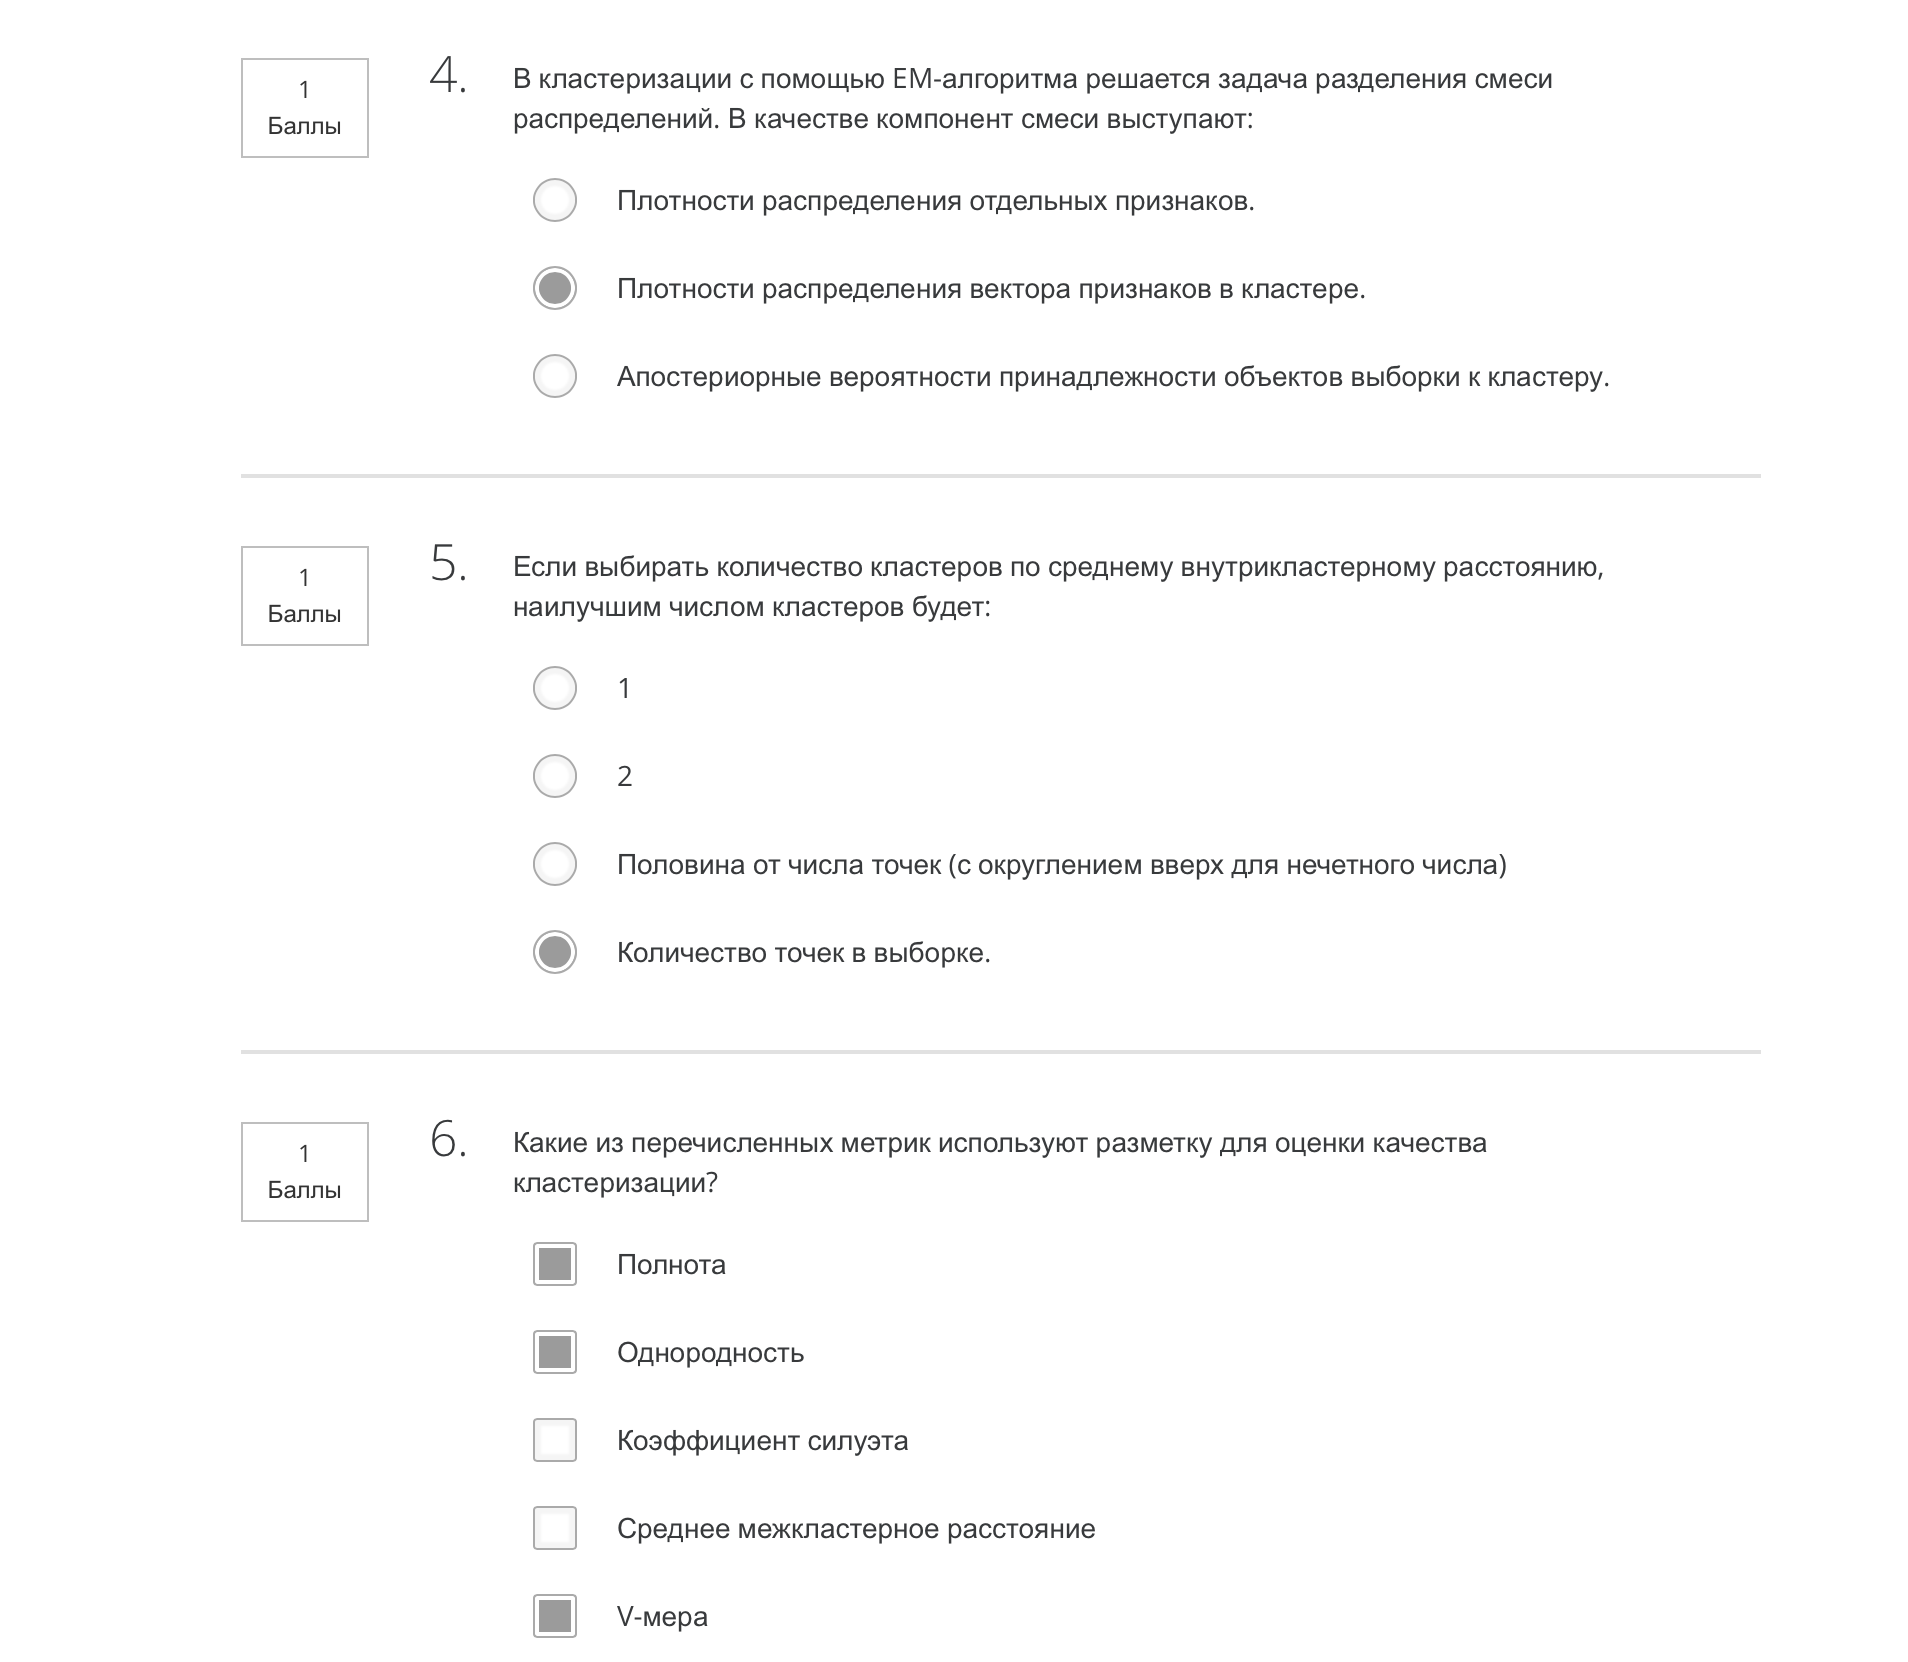 1
Баллы
4.
В кластеризации с помощью EM-алгоритма решается задача разделения смеси
распределений. В качестве компонент смеси выступают:
Плотности распределения отдельных признаков.
Плотности распределения вектора признаков в кластере.
Апостериорные вероятности принадлежности объектов выборки к кластеру.
1
Баллы
5.
Если выбирать количество кластеров по среднему внутрикластерному расстоянию,
наилучшим числом кластеров будет:
1
2
Половина от числа точек (с округлением вверх для нечетного числа)
Количество точек в выборке.
1
Баллы
6.
Какие из перечисленных метрик используют разметку для оценки качества
кластеризации?
Полнота
Однородность
Коэффициент силуэта
Среднее межкластерное расстояние
V-мера